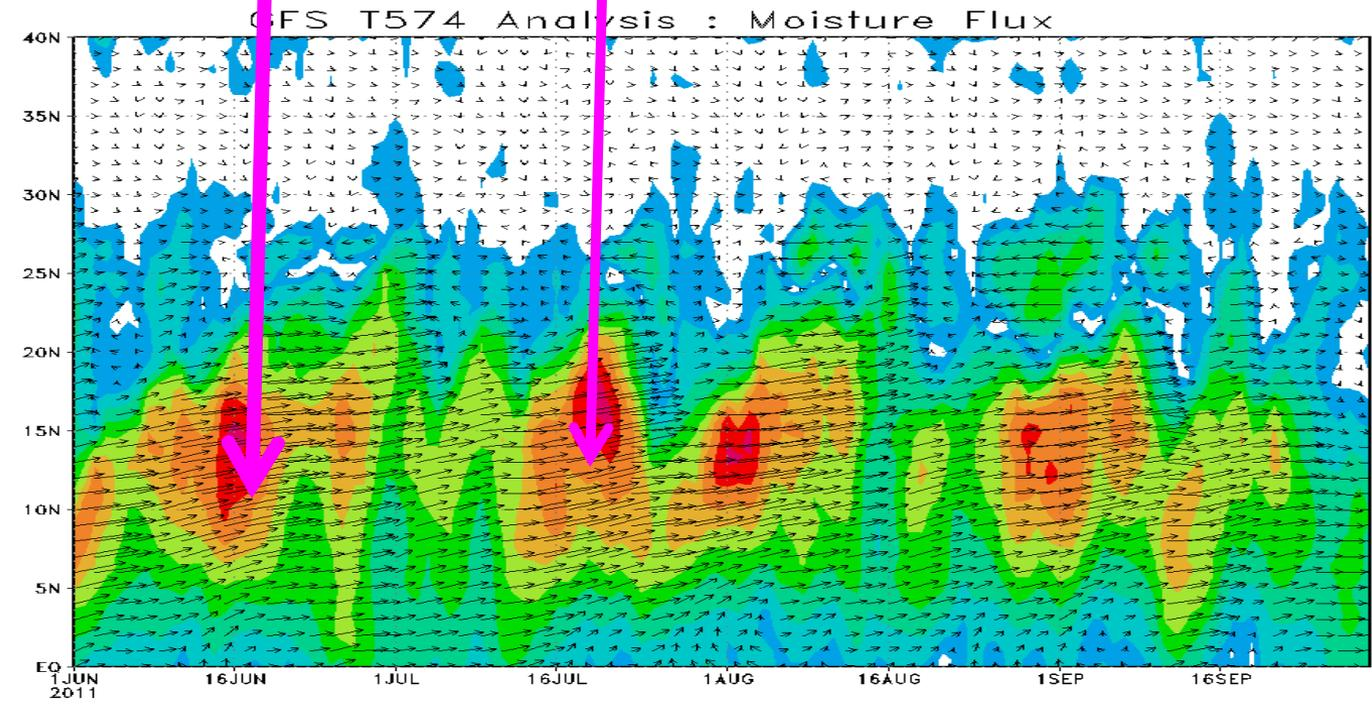 GFS T574 Analysis : Moisture Flux
40N
35N
30N
25N
20N
15N
10N
5N
EQ
1JUN 16JUN 1JUL 16JUL 1AUG 16AUG 1SEP 16SEP
2011